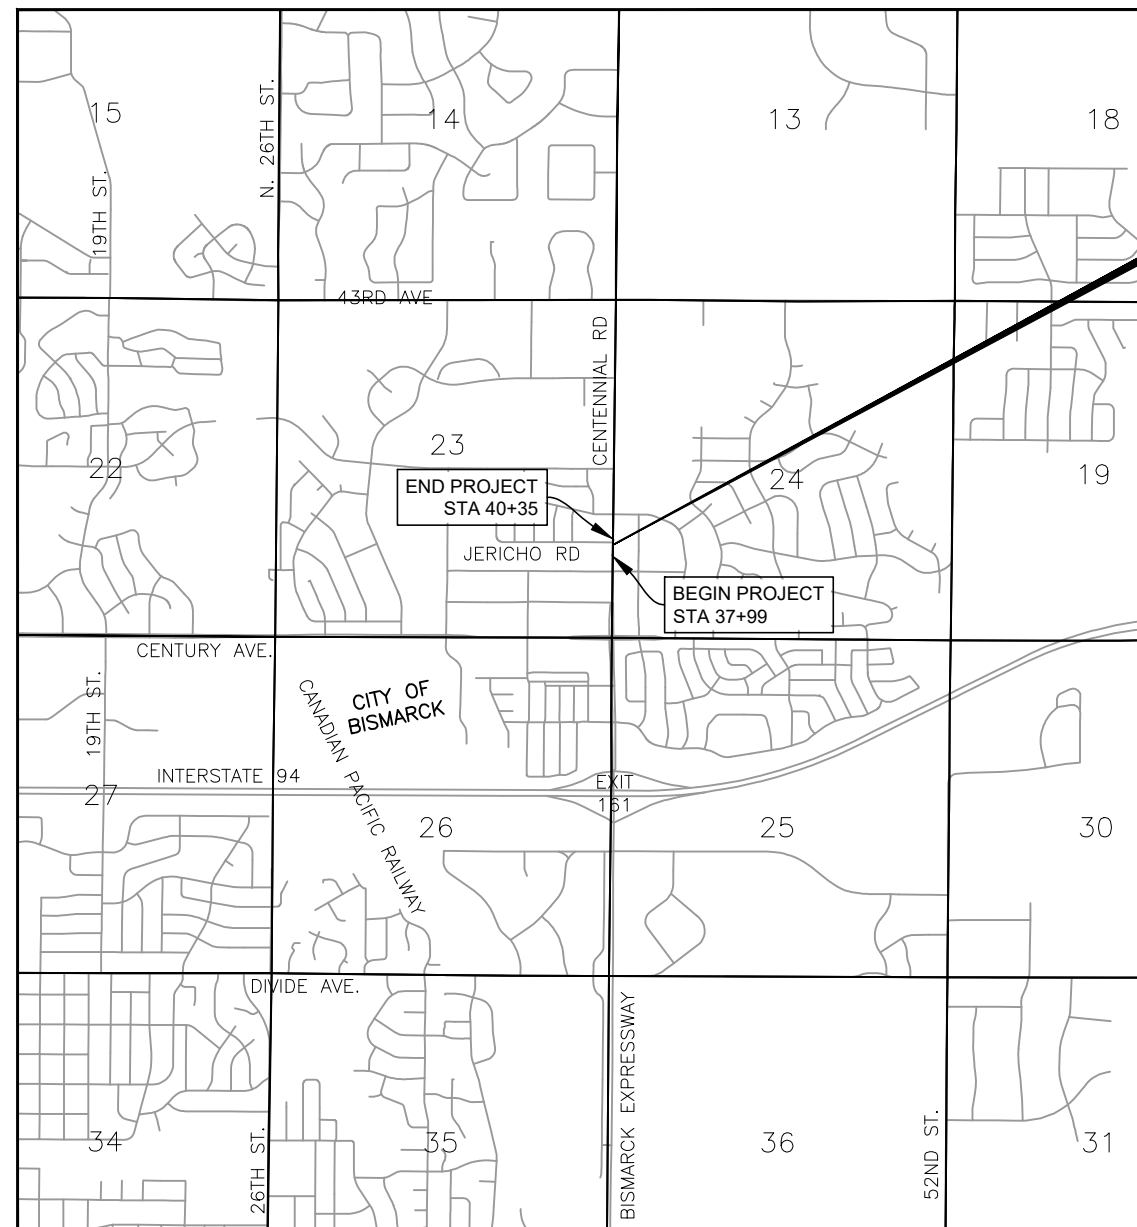 15
14
13
18
N. 26TH ST.
19TH ST.
43RD AVE
CENTENNIAL RD
22
23
24
19
END PROJECT
STA 40+35
JERICHO RD
BEGIN PROJECT
STA 37+99
CENTURY AVE.
19TH ST.
CITY OF
BISMARCK
CANADIAN PACIFIC RAILWAY
INTERSTATE 94
EXIT
161
27
26
25
30
DIVIDE AVE.
BISMARCK EXPRESSWAY
34
35
36
31
26TH ST.
52ND ST.